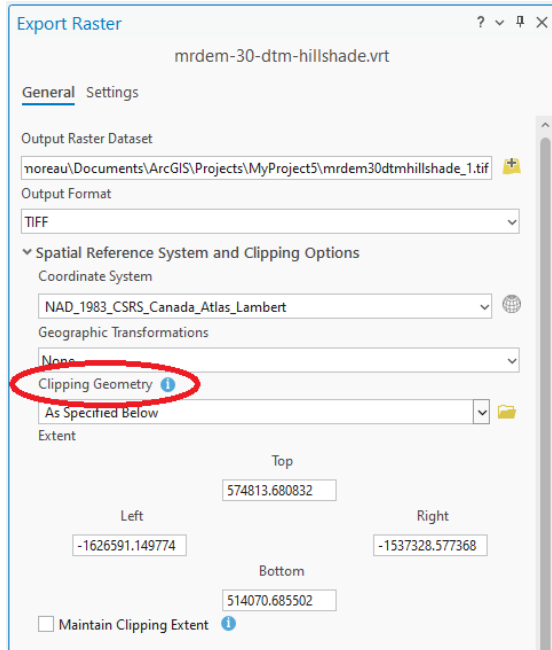 Export Raster
?
mrdem-30-dtm-hillshade.vrt
General Settings
Output Raster Dataset
noreau\Documents\ArcGIS\Projects\MyProject5\mrdem30dtmhillshade_1.tif
Output Format
TIFF
Spatial Reference System and Clipping Options
Coordinate System
NAD_1983_CSRS_Canada_Atlas_Lambert
Geographic Transformations
None
Clipping Geometry
As Specified Below
Extent
Top
574813.680832
Left Right
-1626591.149774 -1537328.577368
Bottom
514070.685502
Maintain Clipping Extent